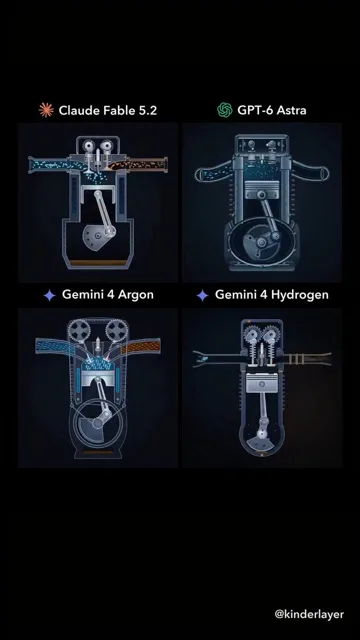 Claude Fable 5.2
GPT-6 Astra
Gemini 4 Argon
Gemini 4 Hydrogen
@kinderlayer